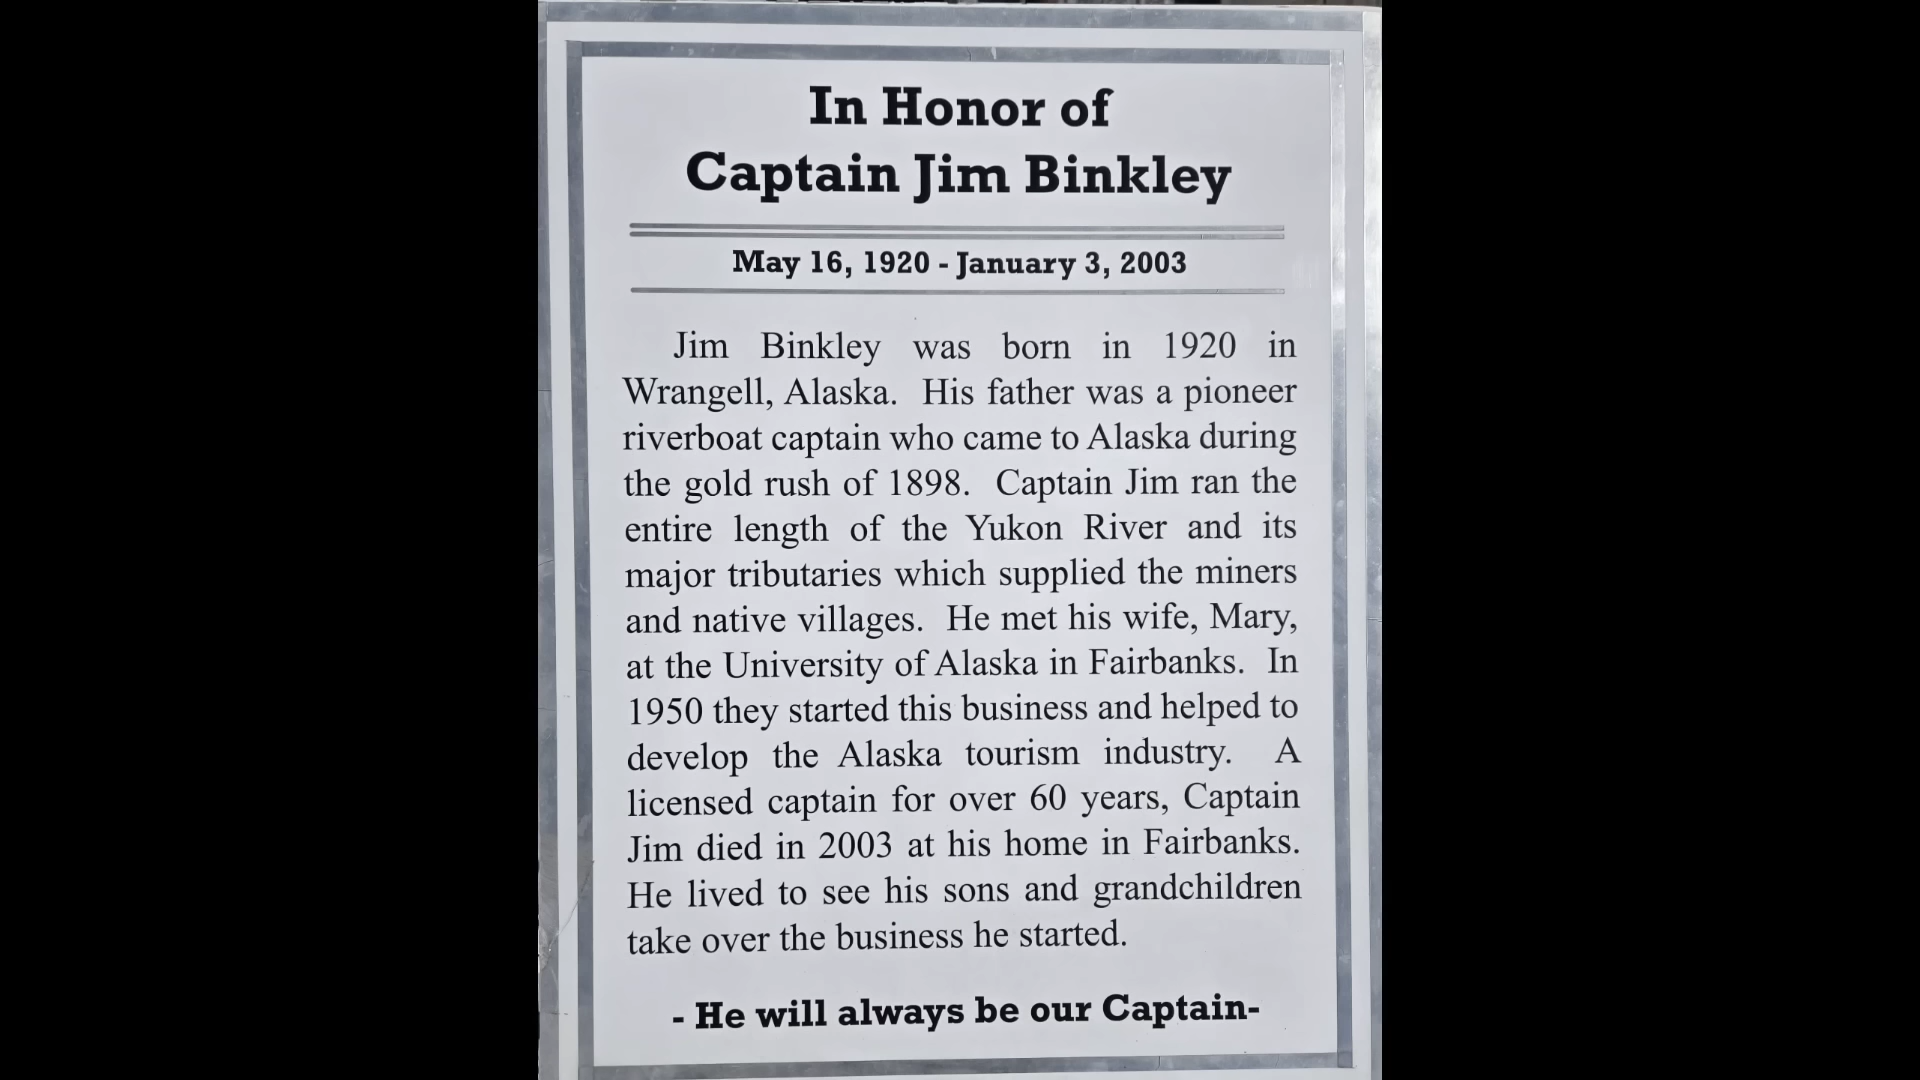 In Honor of
Captain Jim Binkley
May 16, 1920 - January 3, 2003
Jim Binkley was born in 1920 in
Wrangell, Alaska. His father was a pioneer
riverboat captain who came to Alaska during
the gold rush of 1898. Captain Jim ran the
entire length of the Yukon River and its
major tributaries which supplied the miners
and native villages. He met his wife, Mary,
at the University of Alaska in Fairbanks. In
1950 they started this business and helped to
develop the Alaska tourism industry. A
licensed captain for over 60 years, Captain
Jim died in 2003 at his home in Fairbanks.
He lived to see his sons and grandchildren
take over the business he started.
- He will always be our Captain-